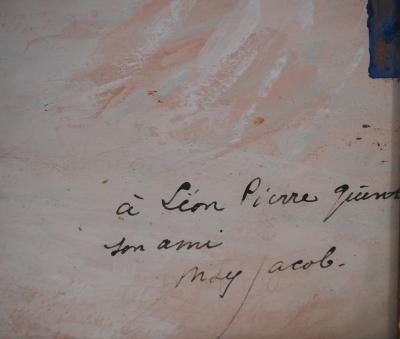 à Léon Pierre Quint
son ami
Max Jacob.